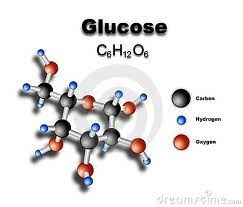 Glucose
C₆H₁₂O₆
Carbon
Hydrogen
Oxygen
dreamstime.com